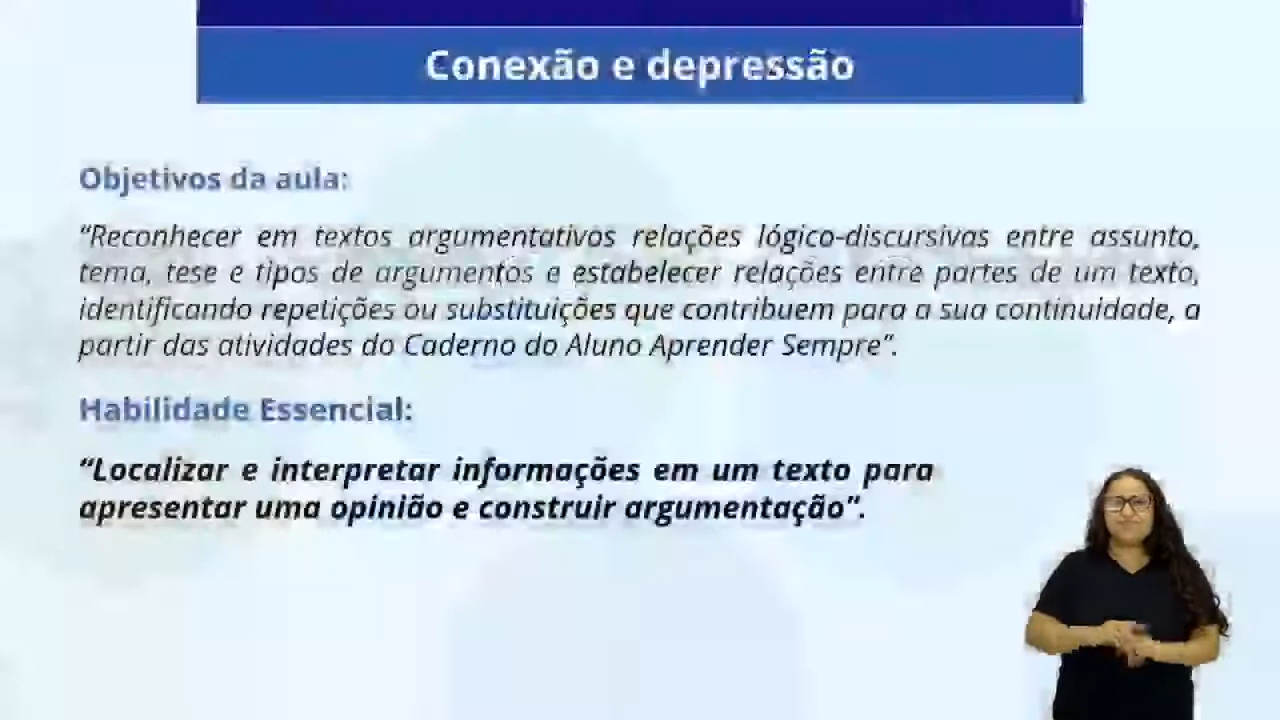 Conexão e depressão
Objetivos da aula:
“Reconhecer em textos argumentativos relações lógico-discursivas entre assunto,
tema, tese e tipos de argumentos e estabelecer relações entre partes de um texto,
identificando repetições ou substituições que contribuem para a sua continuidade, a
partir das atividades do Caderno do Aluno Aprender Sempre”.
Habilidade Essencial:
“Localizar e interpretar informações em um texto para
apresentar uma opinião e construir argumentação”.